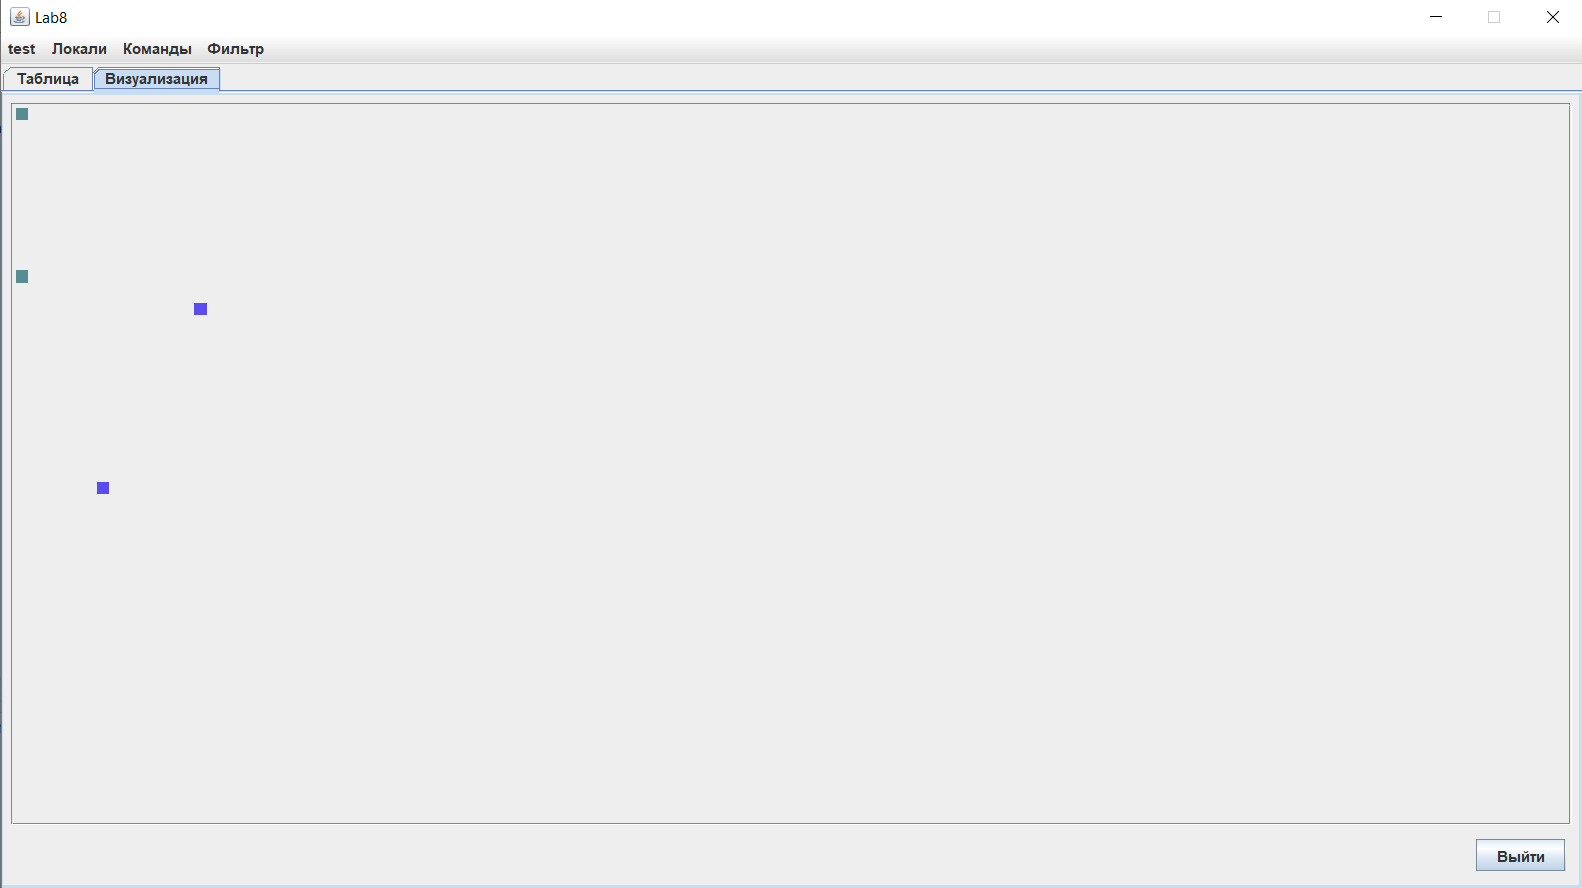 Lab8
test Локали Команды Фильтр
Таблица Визуализация
Выйти